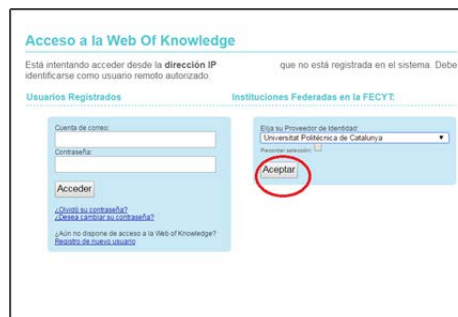 Acceso a la Web Of Knowledge
Está intentando acceder desde la dirección IP que no está registrada en el sistema. Debe
identificarse como usuario remoto autorizado.
Usuarios Registrados
Cuenta de correo:
Contraseña:
Acceder
¿Olvidó su contraseña?
¿Desea cambiar su contraseña?
¿Aún no dispone de acceso a la Web of Knowledge?
Registro de nuevo usuario
Instituciones Federadas en la FECYT:
Elija su Proveedor de Identidad:
Universitat Politécnica de Catalunya
Recordar selección:
Aceptar